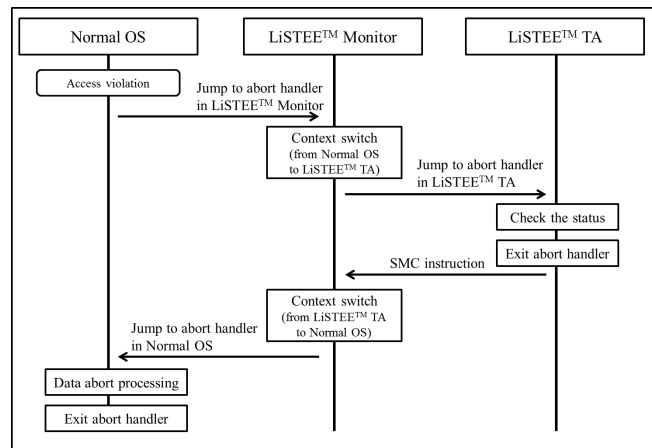 Normal OS
LiSTEE™ Monitor
LiSTEE™ TA
Access violation
Jump to abort handler
in LiSTEE™ Monitor
Context switch
(from Normal OS
to LiSTEE™ TA)
Jump to abort handler
in LiSTEE™
TA
Check the status
Exit abort handler
SMC instruction
Context switch
(from LiSTEE™ TA
to Normal OS)
Jump to abort handler
in Normal OS
Data abort processing
Exit abort handler